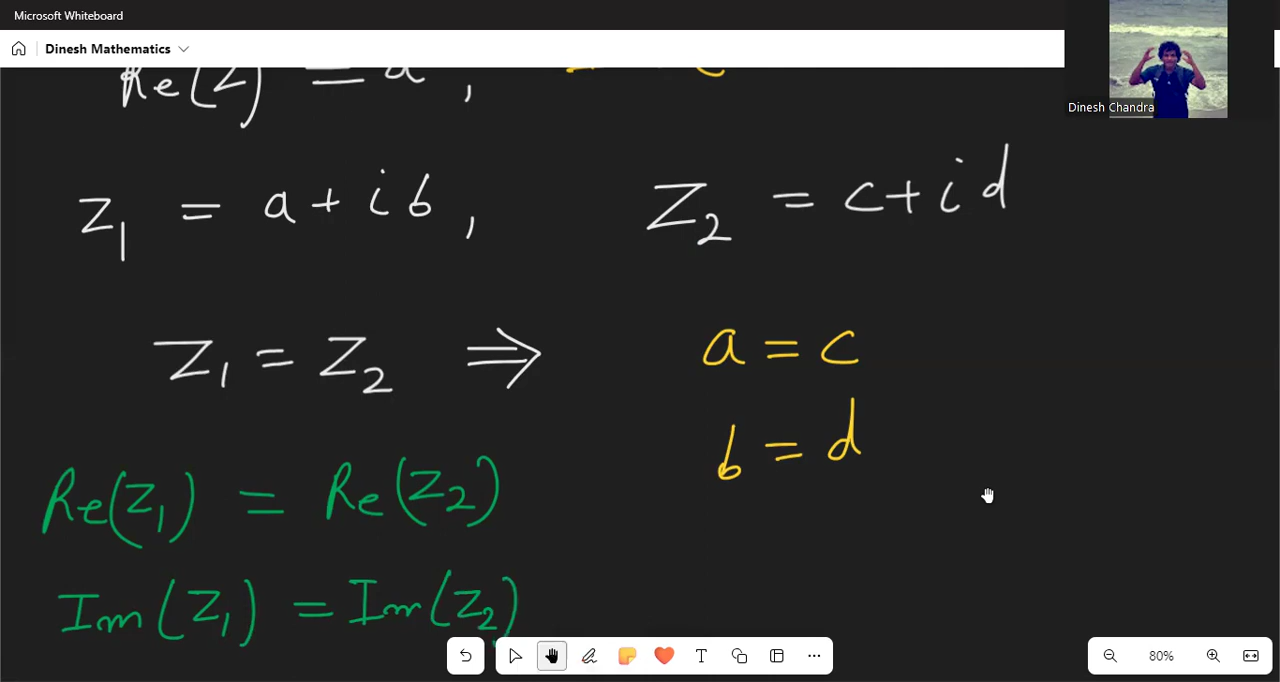 Microsoft Whiteboard
Dinesh Mathematics
Dinesh Chandra
Re(z) = a,
z₁ = a + ib, z₂ = c + id
z₁ = z₂ ⇒ a = c
b = d
Re(z₁) = Re(z₂)
Im(z₁) = Im(z₂)
80%